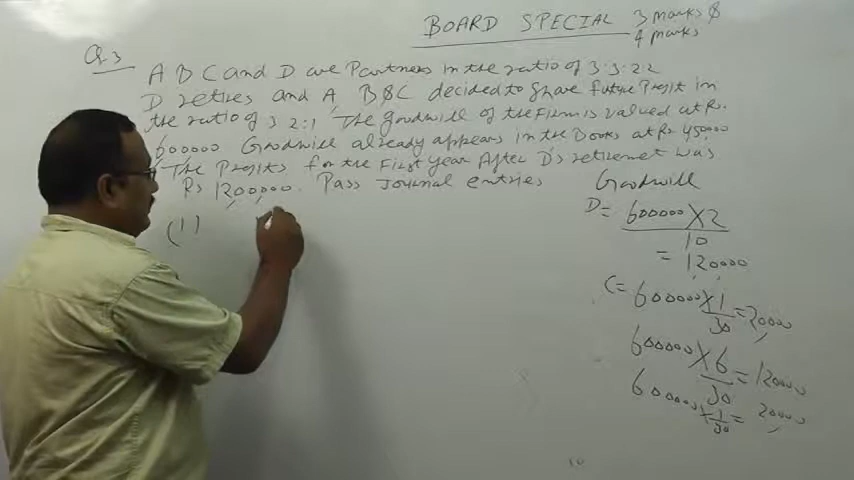 BOARD SPECIAL 3 marks &
4 marks
Q.3
A B C and D are Partners in the ratio of 3:3:2:2
D retires and A, B & C decided to share future Profit in
the ratio of 3:2:1 The goodwill of the Firm is valued at Rs.
600000 Goodwill already appears in the books at Rs 450000
The Profits for the First year After D's retiremet was
Rs 1200000. Pass Journal entries
(1)
Goodwill
D = 600000 X 2
10
= 120000
C = 600000 X 1/30 = 20000
600000 X 6/30 = 120000
600000 X 1/30 = 20000